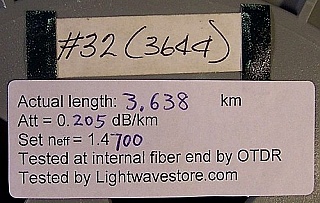 #32 (3644)
Actual length: 3.638 km
Att = 0.205 dB/km
Set neff = 1.4700
Tested at internal fiber end by OTDR
Tested by Lightwavestore.com